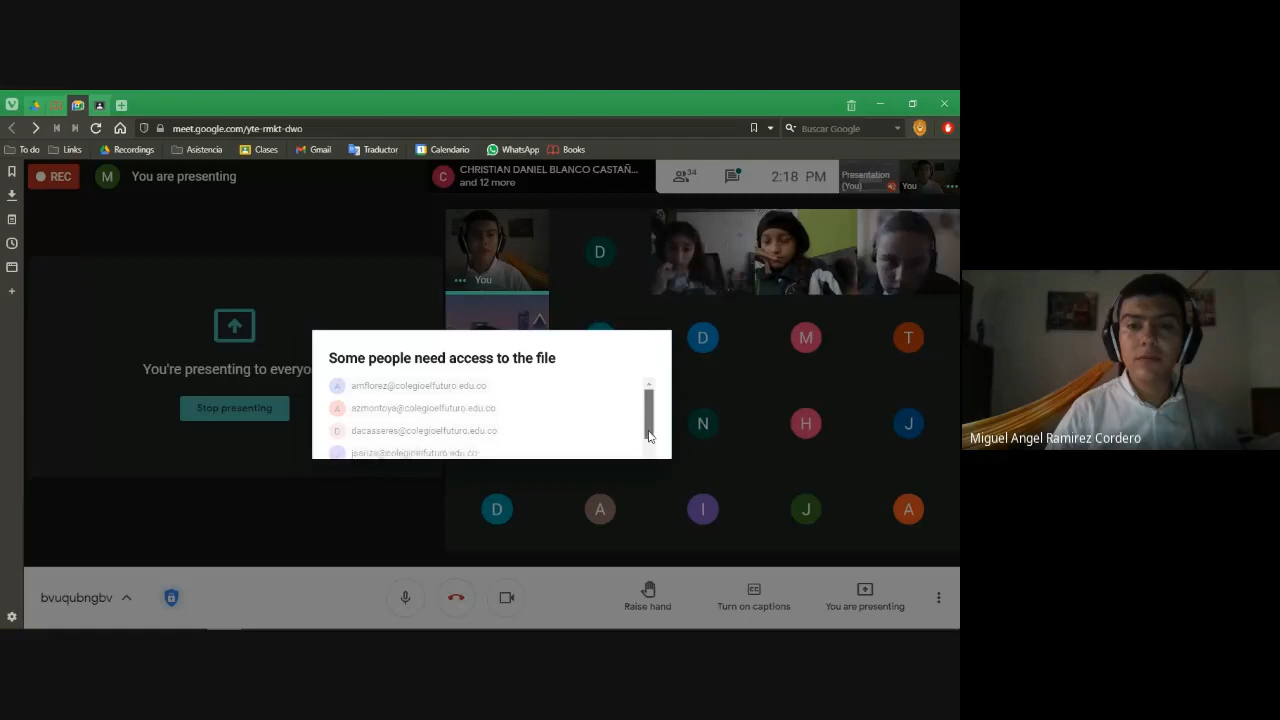 meet.google.com/yte-rmkt-dwo
Buscar Google
To do Links Recordings Asistencia Clases Gmail Traductor Calendario WhatsApp Books
REC
M
You are presenting
C
CHRISTIAN DANIEL BLANCO CASTAÑ...
and 12 more
34
2:18 PM
Presentation
(You)
You
D
You
D M T
Some people need access to the file
You're presenting to everyo
A amflorez@colegioelfuturo.edu.co
A azmontoya@colegioelfuturo.edu.co
Stop presenting
D dacasseres@colegioelfuturo.edu.co
N H J
Miguel Angel Ramirez Cordero
D A I J A
bvuqubngbv
Raise hand
Turn on captions
You are presenting